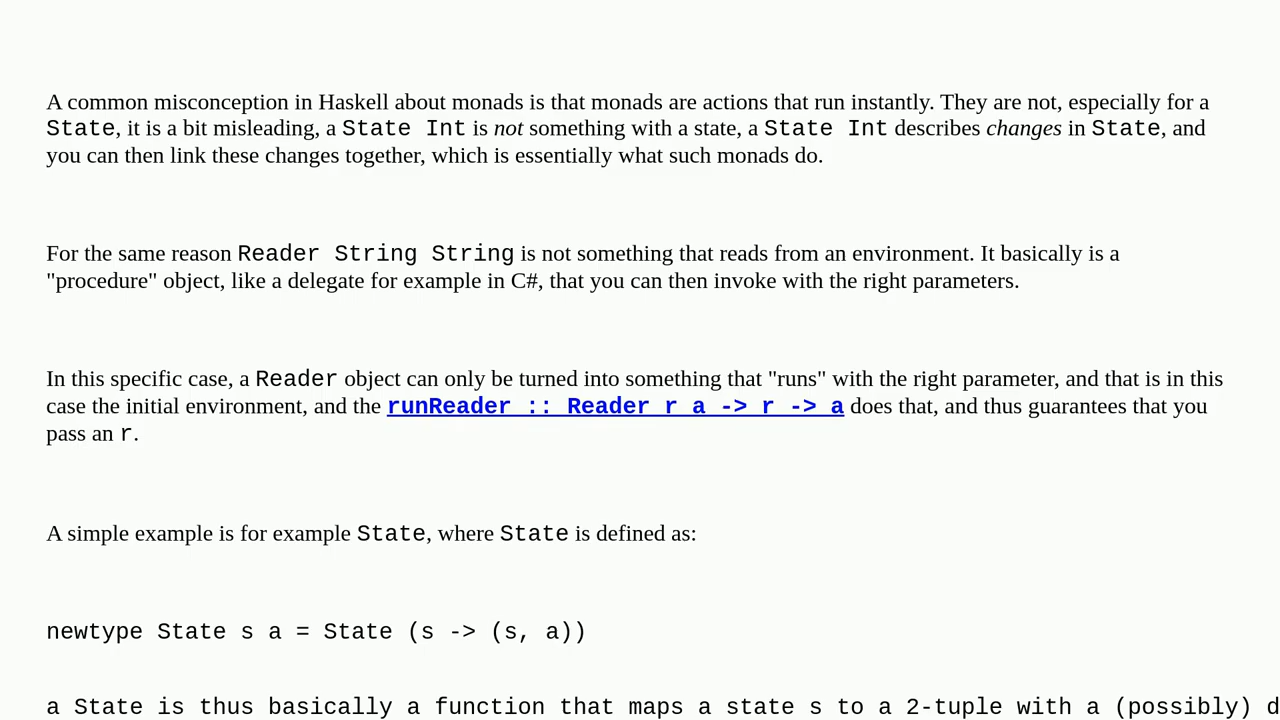 A common misconception in Haskell about monads is that monads are actions that run instantly. They are not, especially for a
State, it is a bit misleading, a State Int is not something with a state, a State Int describes changes in State, and
you can then link these changes together, which is essentially what such monads do.
For the same reason Reader String String is not something that reads from an environment. It basically is a
"procedure" object, like a delegate for example in C#, that you can then invoke with the right parameters.
In this specific case, a Reader object can only be turned into something that "runs" with the right parameter, and that is in this
case the initial environment, and the runReader :: Reader r a -> r -> a does that, and thus guarantees that you
pass an r.
A simple example is for example State, where State is defined as:
newtype State s a = State (s -> (s, a))
a State is thus basically a function that maps a state s to a 2-tuple with a (possibly)